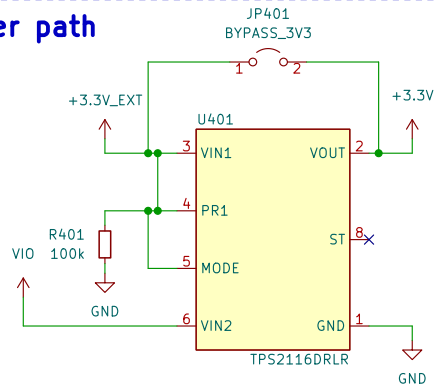 er path
JP401
BYPASS_3V3
1 2
+3.3V_EXT
+3.3V
U401
3 VIN1 VOUT 2
4 PR1
R401
100k
ST 8
VIO
5 MODE
GND
6 VIN2 GND 1
TPS2116DRLR
GND